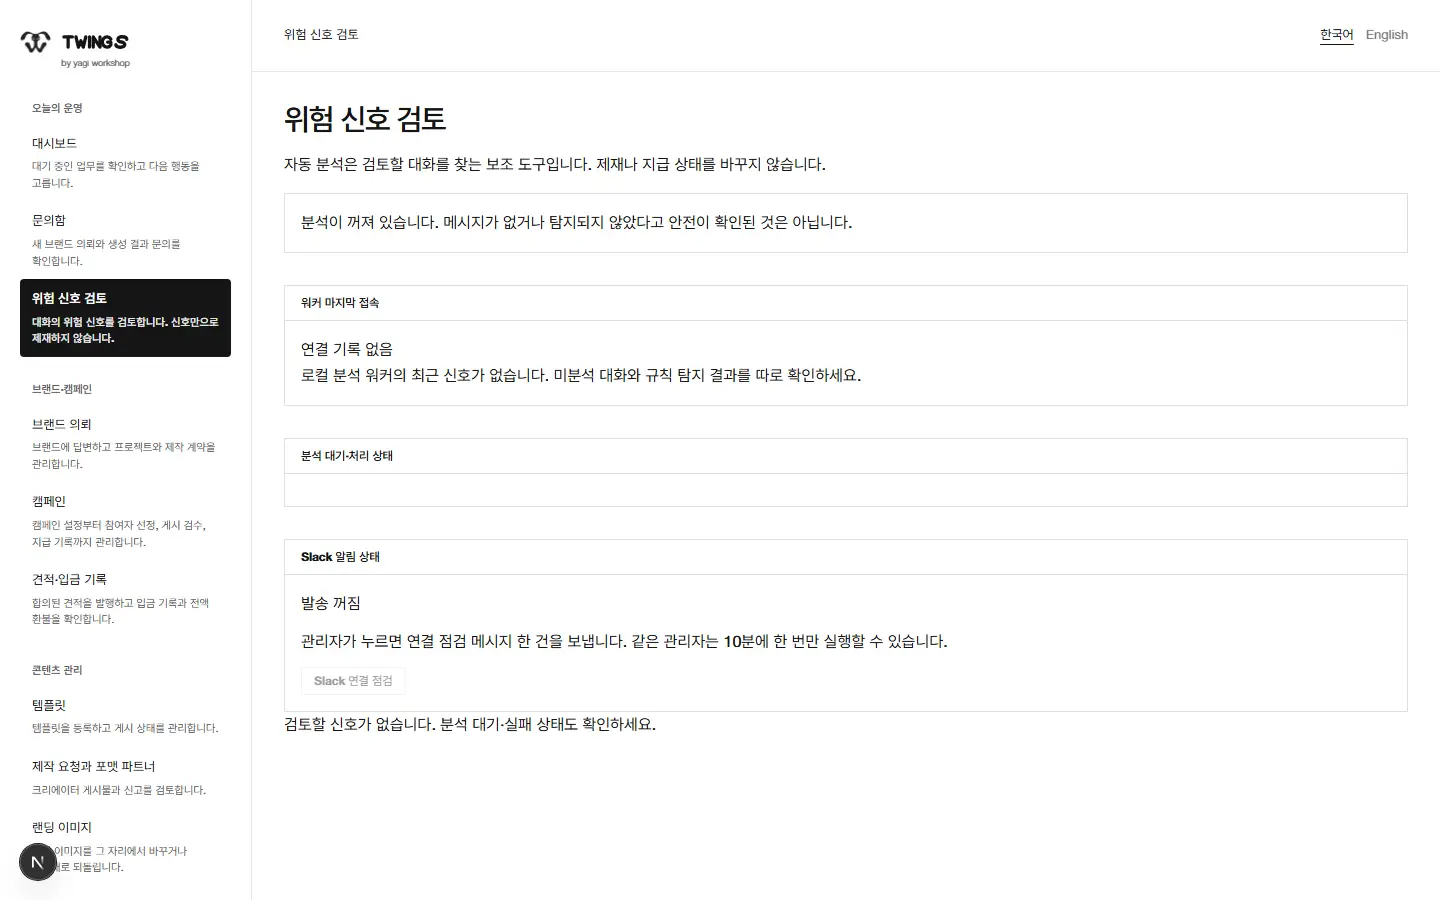 TWINGS
by yagi workshop
오늘의 운영
대시보드
대기 중인 업무를 확인하고 다음 행동을
고릅니다.
문의함
새 브랜드 의뢰와 생성 결과 문의를
확인합니다.
위험 신호 검토
대화의 위험 신호를 검토합니다. 신호만으로
제재하지 않습니다.
브랜드·캠페인
브랜드 의뢰
브랜드에 답변하고 프로젝트와 제작 계약을
관리합니다.
캠페인
캠페인 설정부터 참여자 선정, 게시 검수,
지급 기록까지 관리합니다.
견적·입금 기록
합의된 견적을 발행하고 입금 기록과 전액
환불을 확인합니다.
콘텐츠 관리
템플릿
템플릿을 등록하고 게시 상태를 관리합니다.
제작 요청과 포맷 파트너
크리에이터 게시물과 신고를 검토합니다.
랜딩 이미지
이미지를 그 자리에서 바꾸거나
되돌립니다.
N
위험 신호 검토
한국어 English
위험 신호 검토
자동 분석은 검토할 대화를 찾는 보조 도구입니다. 제재나 지급 상태를 바꾸지 않습니다.
분석이 꺼져 있습니다. 메시지가 없거나 탐지되지 않았다고 안전이 확인된 것은 아닙니다.
워커 마지막 접속
연결 기록 없음
로컬 분석 워커의 최근 신호가 없습니다. 미분석 대화와 규칙 탐지 결과를 따로 확인하세요.
분석 대기·처리 상태
Slack 알림 상태
발송 꺼짐
관리자가 누르면 연결 점검 메시지 한 건을 보냅니다. 같은 관리자는 10분에 한 번만 실행할 수 있습니다.
Slack 연결 점검
검토할 신호가 없습니다. 분석 대기·실패 상태도 확인하세요.